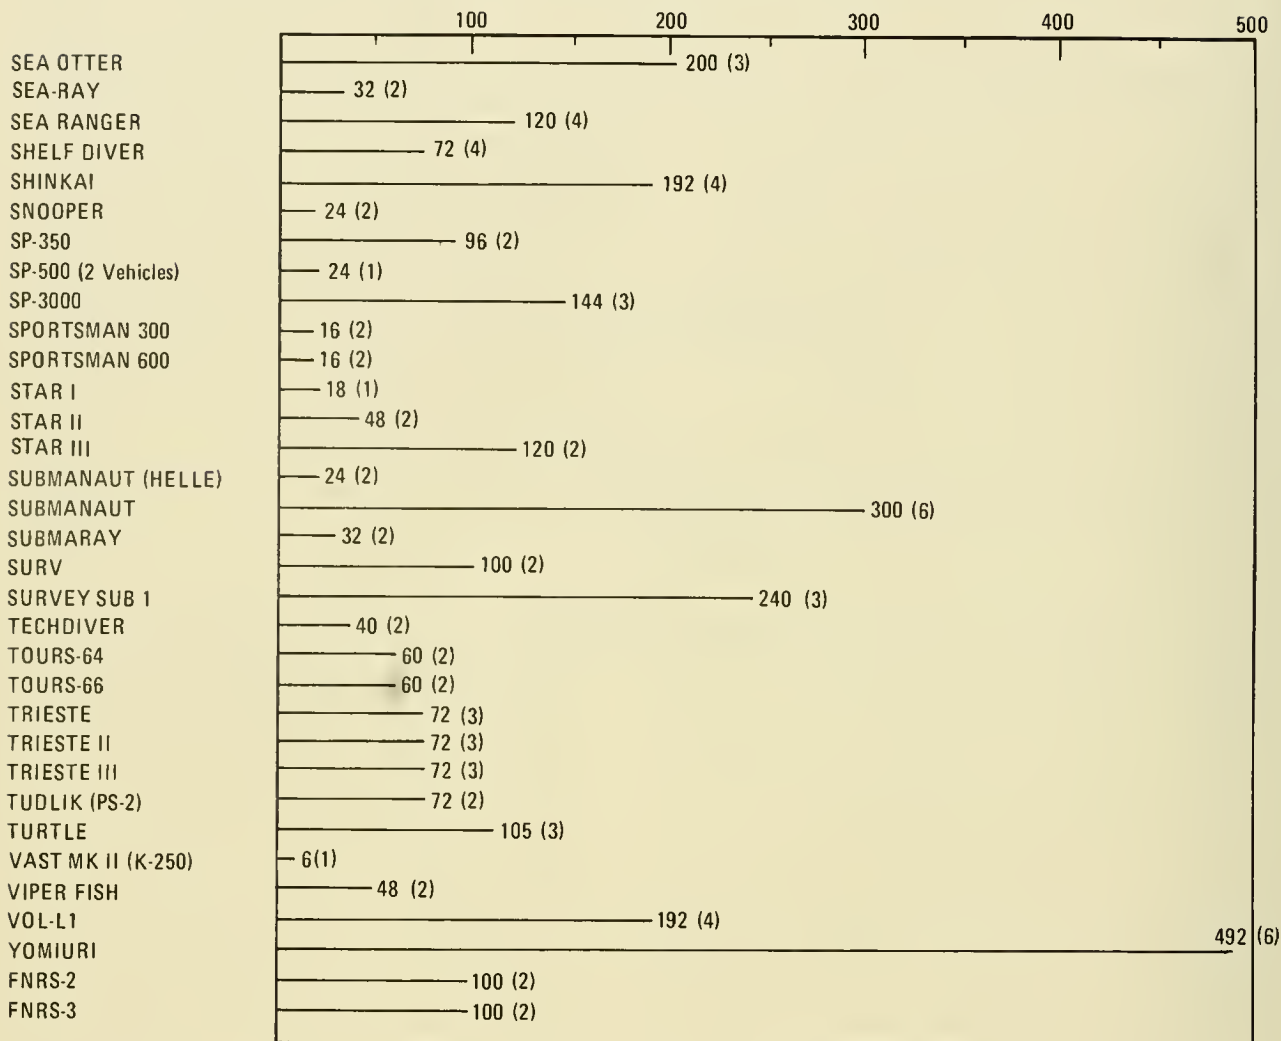 100 200 300 400 500
SEA OTTER 200 (3)
SEA-RAY 32 (2)
SEA RANGER 120 (4)
SHELF DIVER 72 (4)
SHINKAI 192 (4)
SNOOPER 24 (2)
SP-350 96 (2)
SP-500 (2 Vehicles) 24 (1)
SP-3000 144 (3)
SPORTSMAN 300 16 (2)
SPORTSMAN 600 16 (2)
STAR I 18 (1)
STAR II 48 (2)
STAR III 120 (2)
SUBMANAUT (HELLE) 24 (2)
SUBMANAUT 300 (6)
SUBMARAY 32 (2)
SURV 100 (2)
SURVEY SUB 1 240 (3)
TECHDIVER 40 (2)
TOURS-64 60 (2)
TOURS-66 60 (2)
TRIESTE 72 (3)
TRIESTE II 72 (3)
TRIESTE III 72 (3)
TUDLIK (PS-2) 72 (2)
TURTLE 105 (3)
VAST MK II (K-250) 6(1)
VIPER FISH 48 (2)
VOL-L1 192 (4)
YOMIURI 492 (6)
FNRS-2 100 (2)
FNRS-3 100 (2)